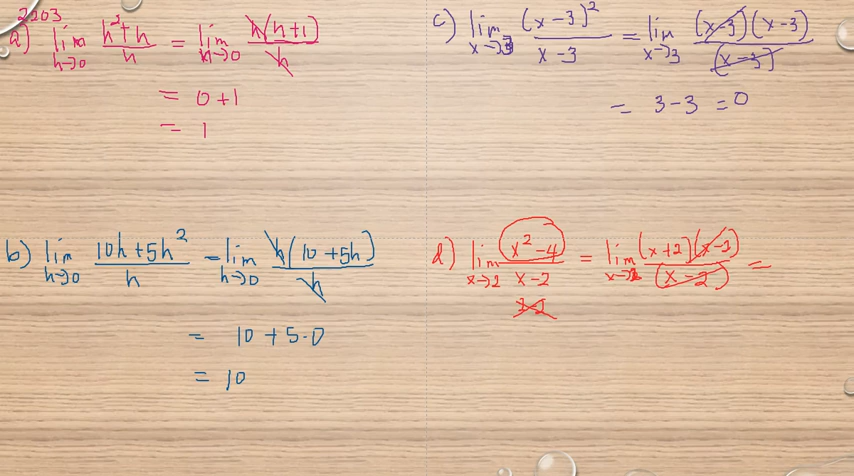 2203
a) lim h→0 (h²+h)/h = lim h→0 h(h+1)/h
= 0+1
= 1
b) lim h→0 (10h+5h²)/h = lim h→0 h(10+5h)/h
= 10+5·0
= 10
c) lim x→3 (x-3)²/(x-3) = lim x→3 (x-3)(x-3)/(x-3)
= 3-3 = 0
d) lim x→2 (x²-4)/(x-2) = lim x→2 (x+2)(x-2)/(x-2) =